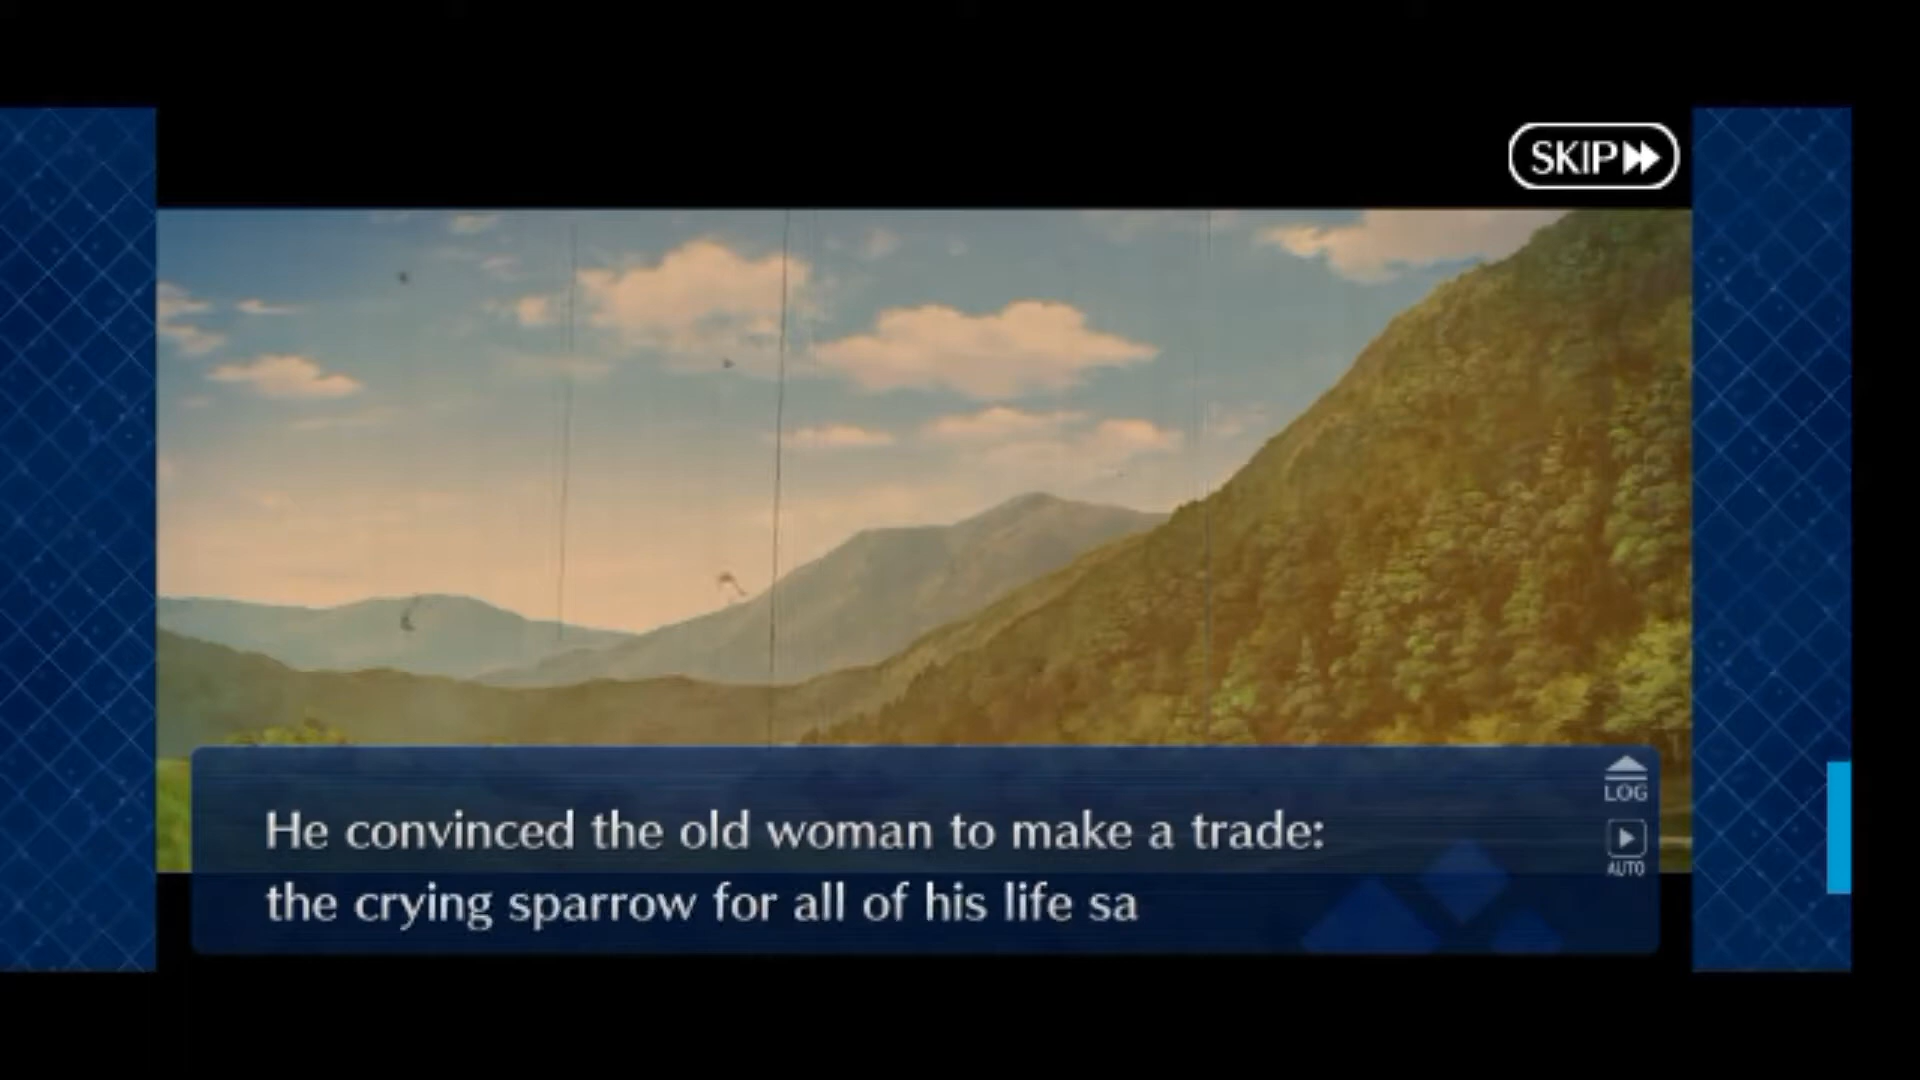 SKIP
He convinced the old woman to make a trade:
the crying sparrow for all of his life sa
LOG
AUTO